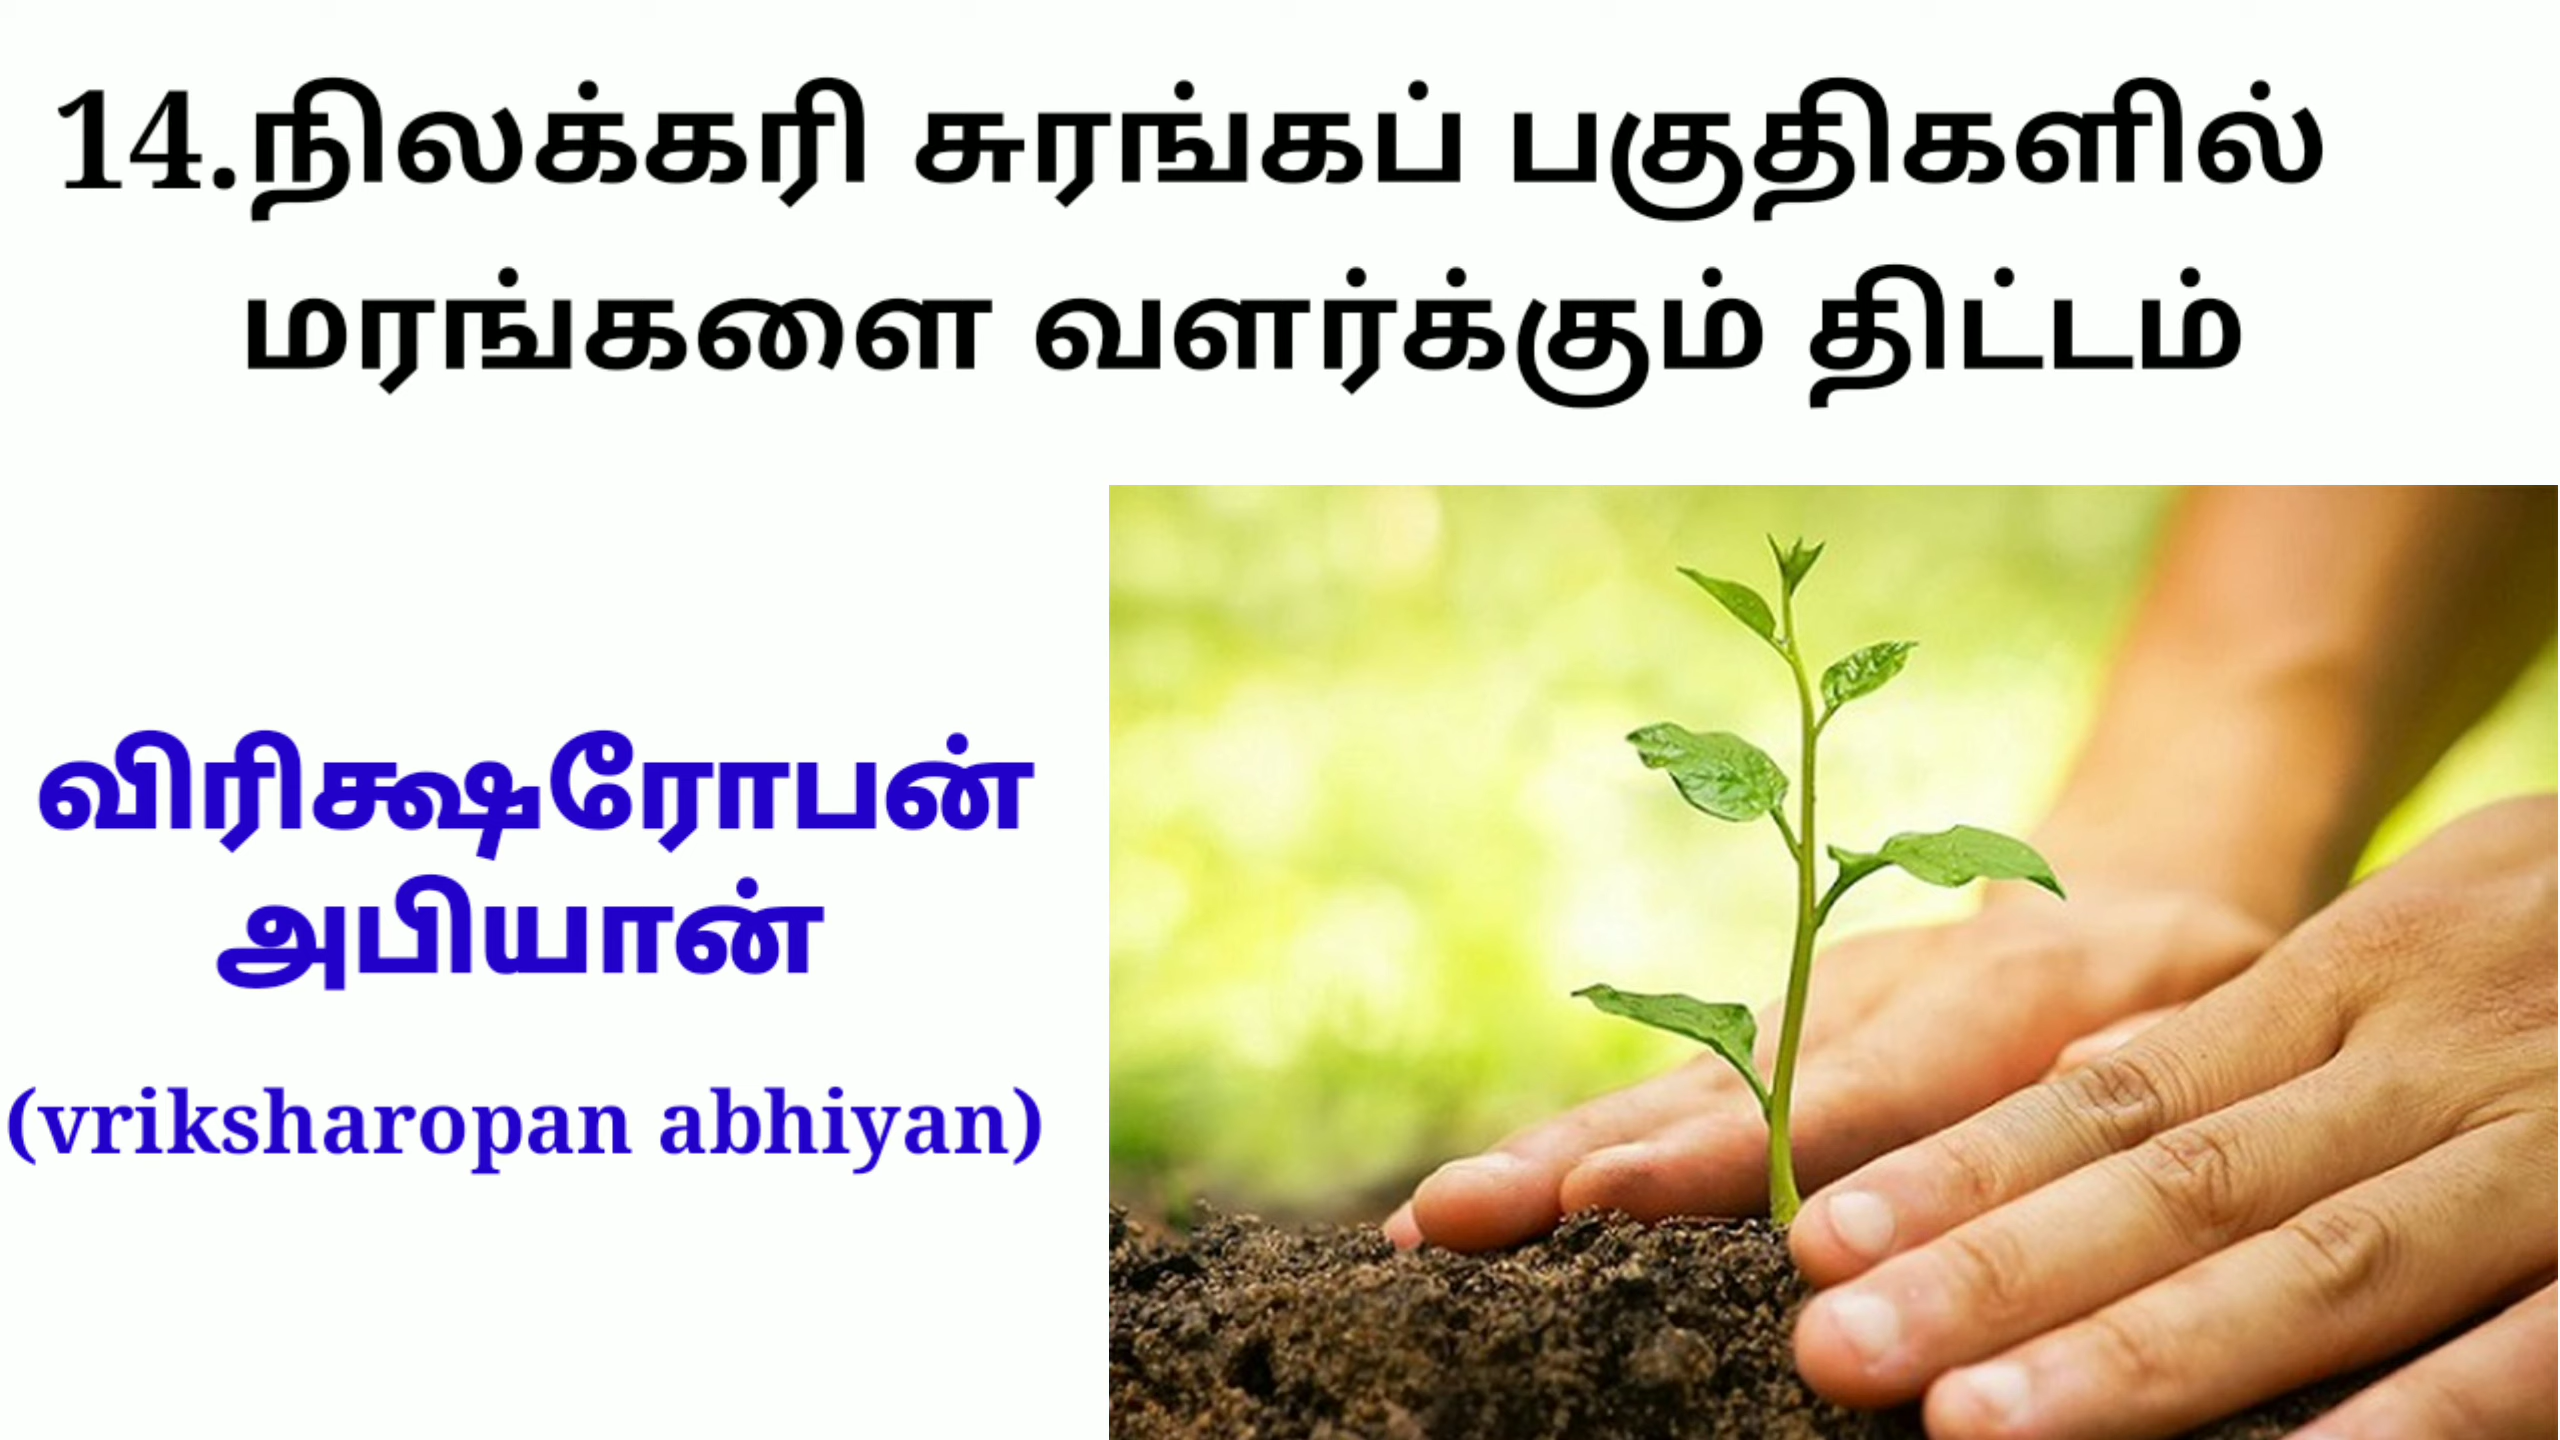 14.நிலக்கரி சுரங்கப் பகுதிகளில்
மரங்களை வளர்க்கும் திட்டம்
விரிக்ஷரோபன்
அபியான்
(vriksharopan abhiyan)